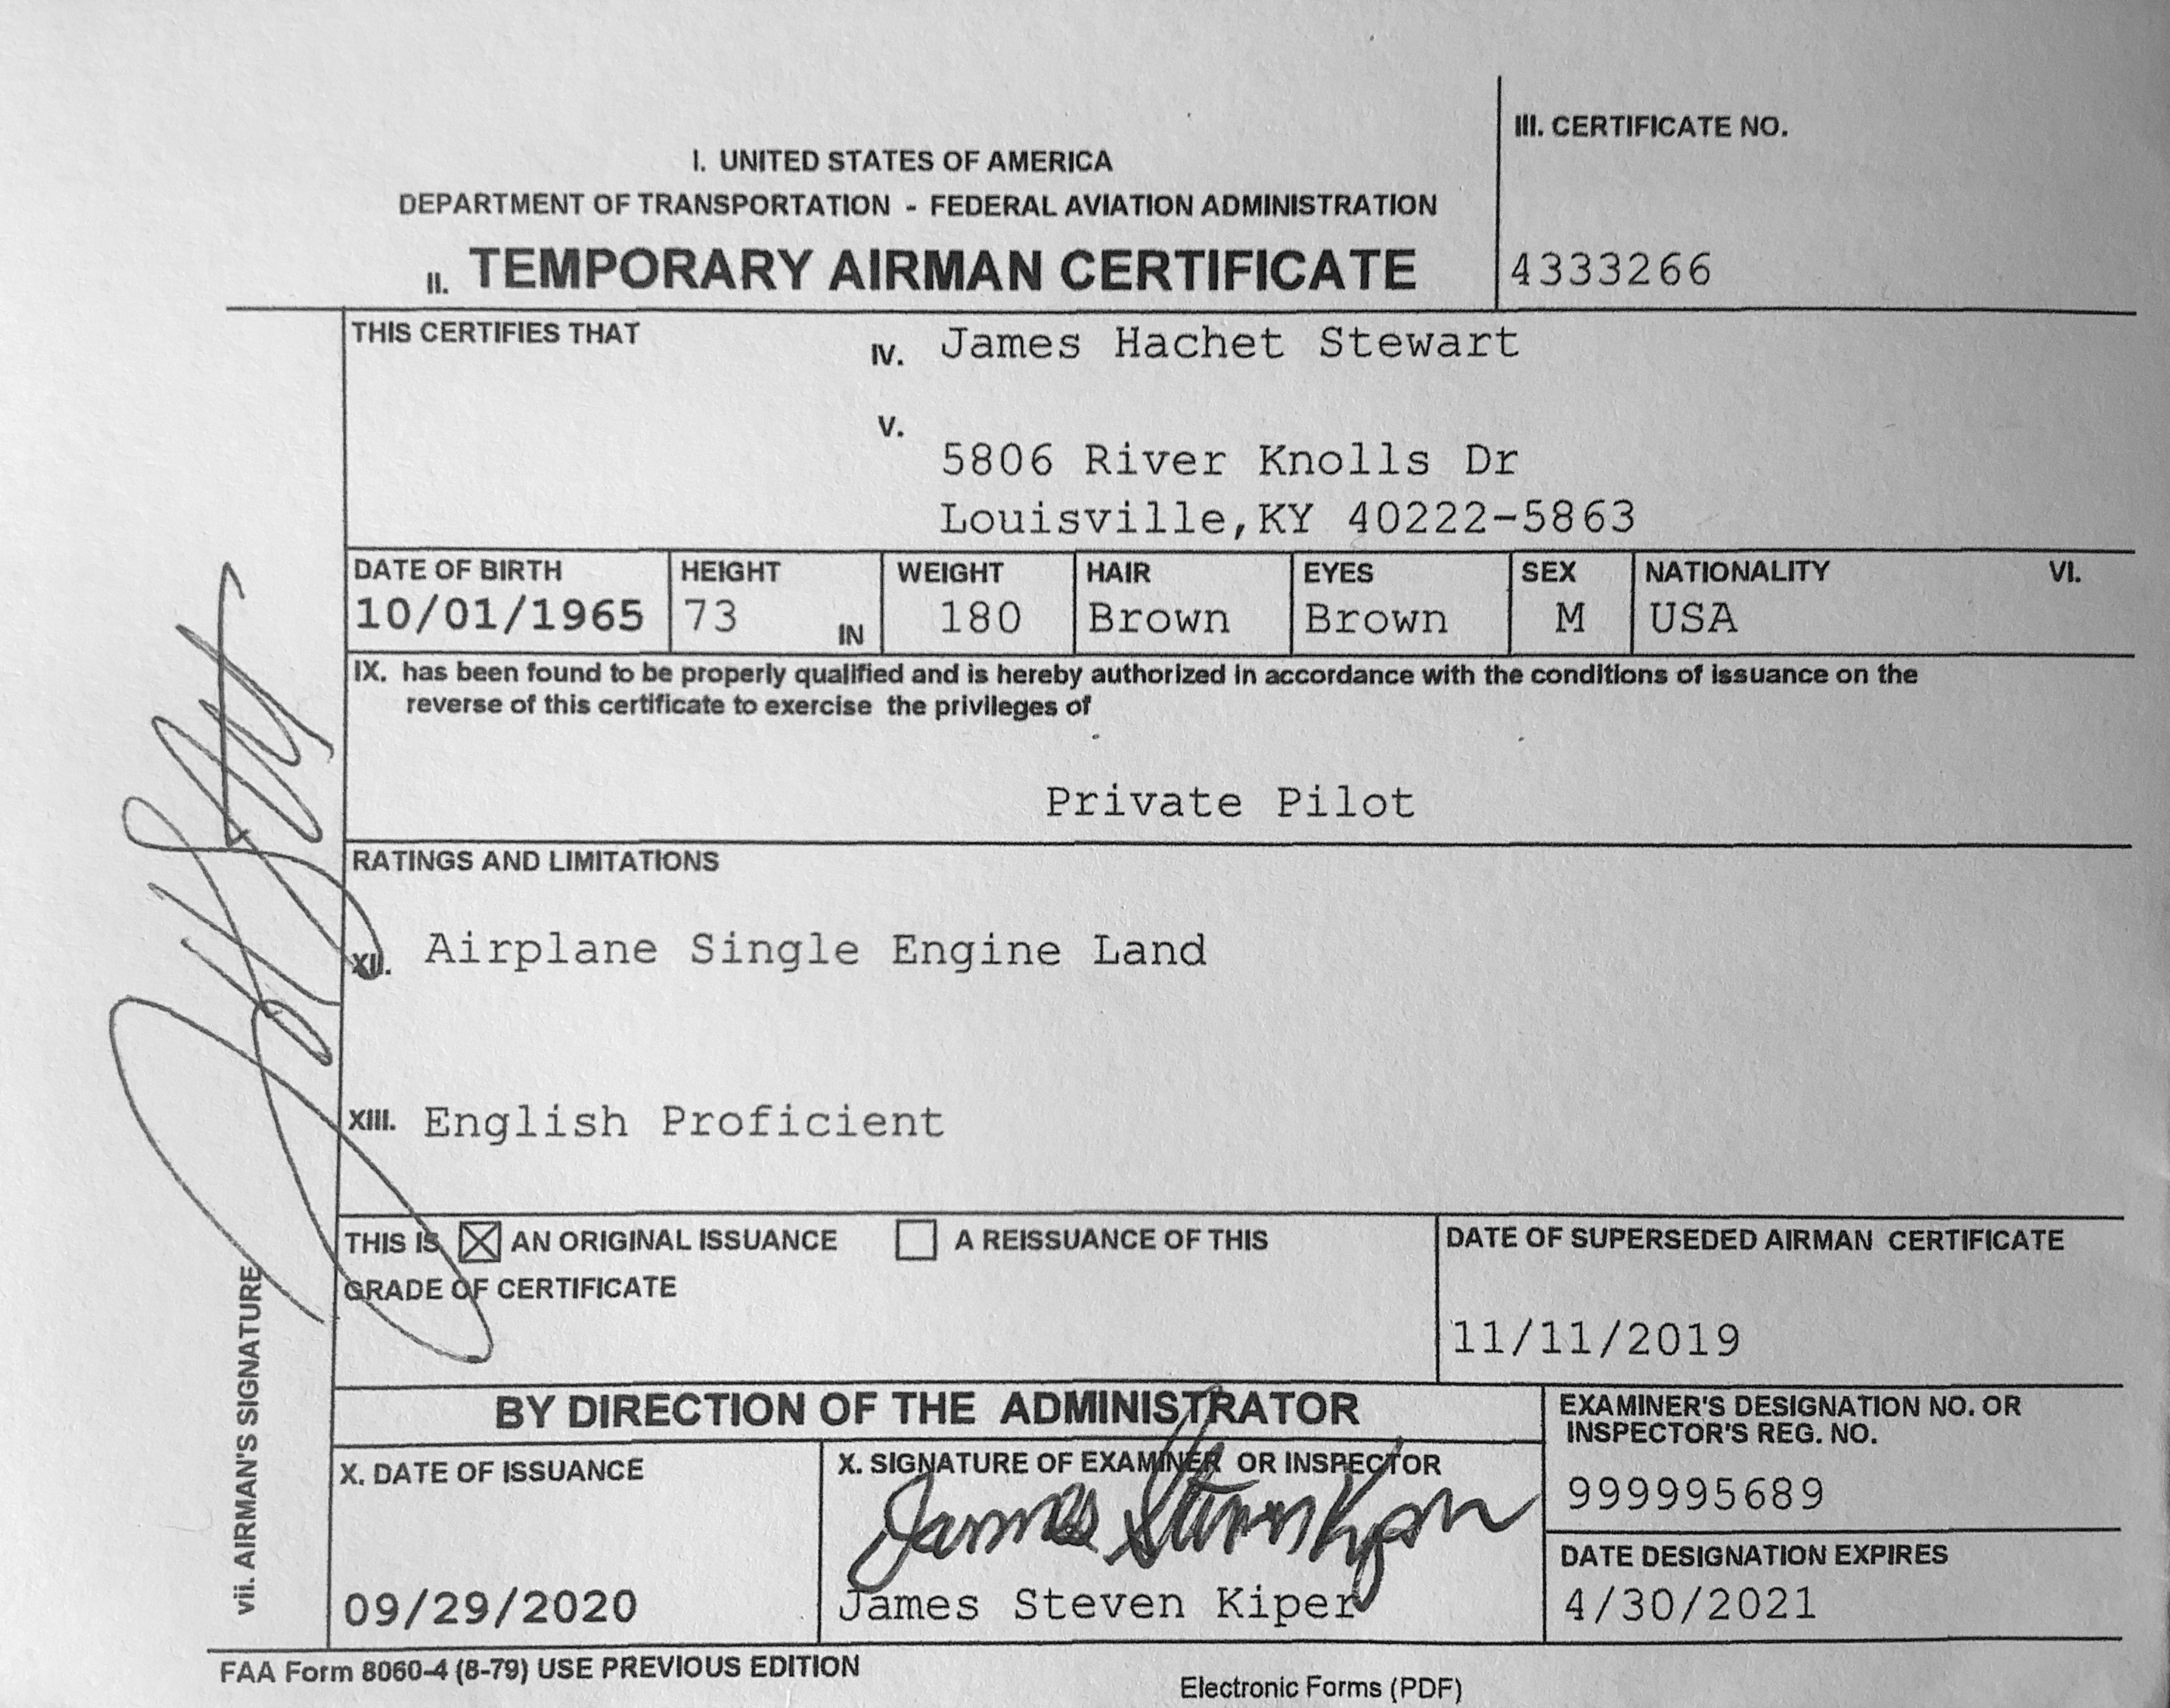 III. CERTIFICATE NO.
I. UNITED STATES OF AMERICA
DEPARTMENT OF TRANSPORTATION - FEDERAL AVIATION ADMINISTRATION
II. TEMPORARY AIRMAN CERTIFICATE
4333266
THIS CERTIFIES THAT
IV. James Hachet Stewart
V.
5806 River Knolls Dr
Louisville,KY 40222-5863
DATE OF BIRTH HEIGHT WEIGHT HAIR EYES SEX NATIONALITY VI.
10/01/1965 73 IN 180 Brown Brown M USA
IX. has been found to be properly qualified and is hereby authorized in accordance with the conditions of issuance on the
reverse of this certificate to exercise the privileges of
Private Pilot
RATINGS AND LIMITATIONS
XII. Airplane Single Engine Land
XIII. English Proficient
THIS IS AN ORIGINAL ISSUANCE A REISSUANCE OF THIS
GRADE OF CERTIFICATE
DATE OF SUPERSEDED AIRMAN CERTIFICATE
11/11/2019
BY DIRECTION OF THE ADMINISTRATOR
EXAMINER'S DESIGNATION NO. OR
INSPECTOR'S REG. NO.
999995689
X. DATE OF ISSUANCE
09/29/2020
X. SIGNATURE OF EXAMINER OR INSPECTOR
James Steven Kiper
James Steven Kiper
DATE DESIGNATION EXPIRES
4/30/2021
vii. AIRMAN'S SIGNATURE
FAA Form 8060-4 (8-79) USE PREVIOUS EDITION
Electronic Forms (PDF)